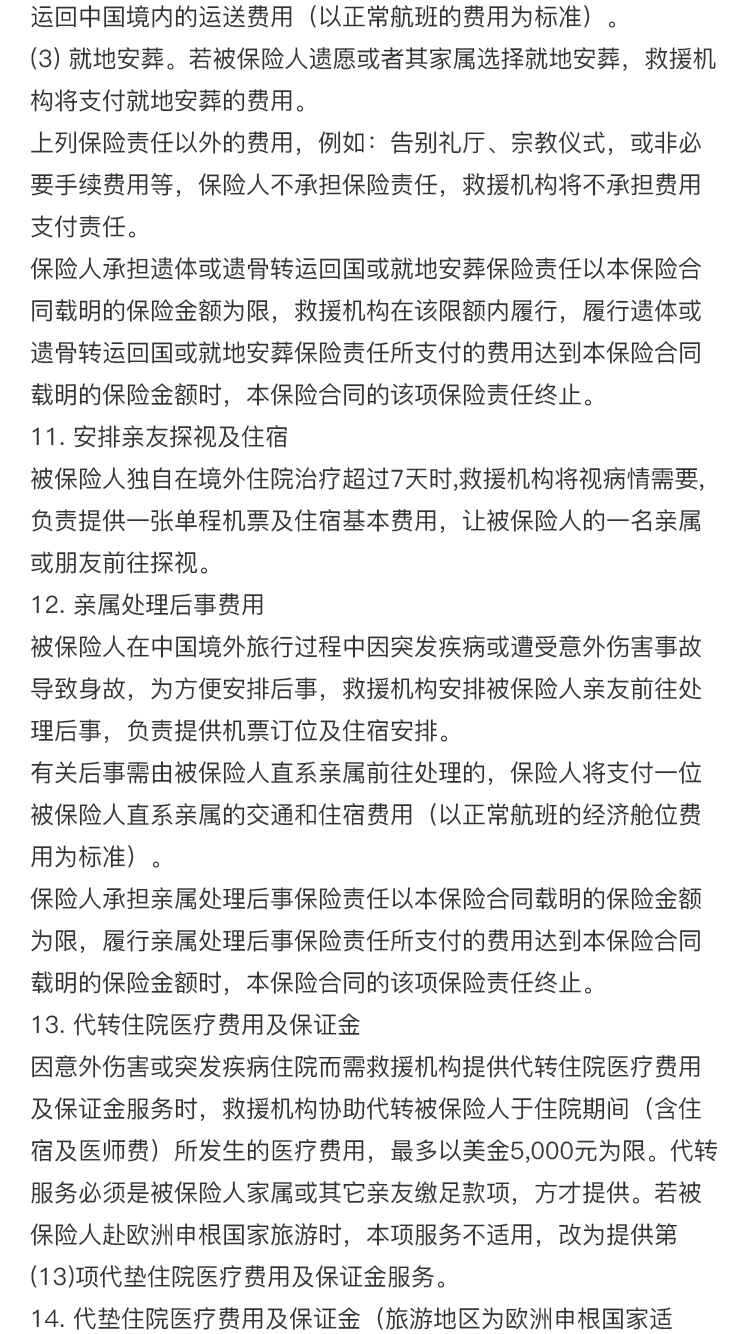 运回中国境内的运送费用（以正常航班的费用为标准）。
(3) 就地安葬。若被保险人遗愿或者其家属选择就地安葬，救援机
构将支付就地安葬的费用。
上列保险责任以外的费用，例如：告别礼厅、宗教仪式，或非必
要手续费用等，保险人不承担保险责任，救援机构将不承担费用
支付责任。
保险人承担遗体或遗骨转运回国或就地安葬保险责任以本保险合
同载明的保险金额为限，救援机构在该限额内履行，履行遗体或
遗骨转运回国或就地安葬保险责任所支付的费用达到本保险合同
载明的保险金额时，本保险合同的该项保险责任终止。
11. 安排亲友探视及住宿
被保险人独自在境外住院治疗超过7天时,救援机构将视病情需要,
负责提供一张单程机票及住宿基本费用，让被保险人的一名亲属
或朋友前往探视。
12. 亲属处理后事费用
被保险人在中国境外旅行过程中因突发疾病或遭受意外伤害事故
导致身故，为方便安排后事，救援机构安排被保险人亲友前往处
理后事，负责提供机票订位及住宿安排。
有关后事需由被保险人直系亲属前往处理的，保险人将支付一位
被保险人直系亲属的交通和住宿费用（以正常航班的经济舱位费
用为标准）。
保险人承担亲属处理后事保险责任以本保险合同载明的保险金额
为限，履行亲属处理后事保险责任所支付的费用达到本保险合同
载明的保险金额时，本保险合同的该项保险责任终止。
13. 代转住院医疗费用及保证金
因意外伤害或突发疾病住院而需救援机构提供代转住院医疗费用
及保证金服务时，救援机构协助代转被保险人于住院期间（含住
宿及医师费）所发生的医疗费用，最多以美金5,000元为限。代转
服务必须是被保险人家属或其它亲友缴足款项，方才提供。若被
保险人赴欧洲申根国家旅游时，本项服务不适用，改为提供第
(13)项代垫住院医疗费用及保证金服务。
14. 代垫住院医疗费用及保证金（旅游地区为欧洲申根国家适